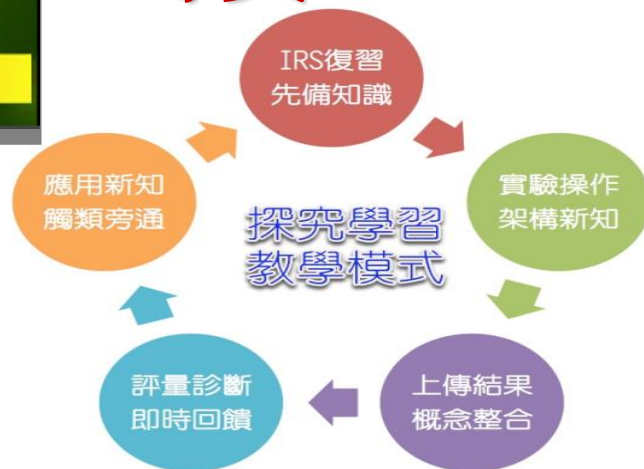 IRS復習
先備知識
實驗操作
架構新知
上傳結果
概念整合
評量診斷
即時回饋
應用新知
觸類旁通
探究學習
教學模式